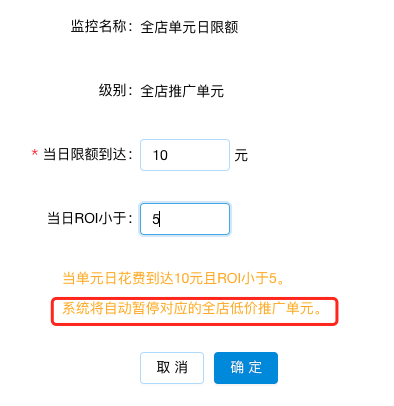 监控名称：全店单元日限额
级别：全店推广单元
* 当日限额到达：10 元
当日ROI小于：5
当单元日花费到达10元且ROI小于5。
系统将自动暂停对应的全店低价推广单元。
取 消 确 定